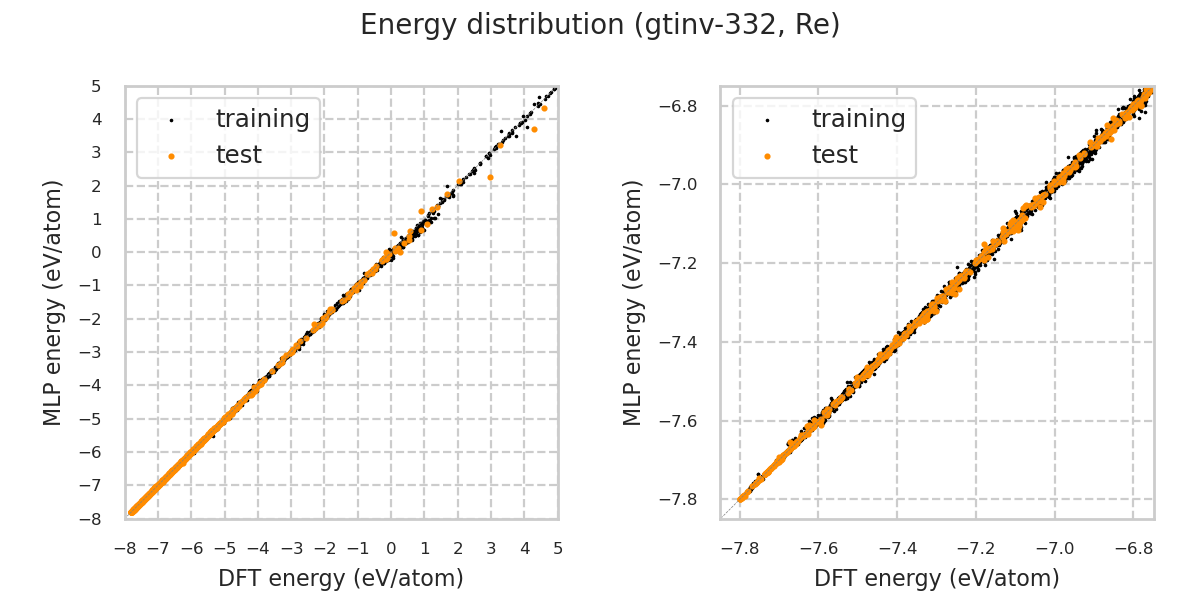 Energy distribution (gtinv-332, Re)
training
test
5
4
3
2
1
0
−1
−2
−3
−4
−5
−6
−7
−8
MLP energy (eV/atom)
−8 −7 −6 −5 −4 −3 −2 −1 0 1 2 3 4 5
DFT energy (eV/atom)
training
test
−6.8
−7.0
−7.2
−7.4
−7.6
−7.8
MLP energy (eV/atom)
−7.8 −7.6 −7.4 −7.2 −7.0 −6.8
DFT energy (eV/atom)